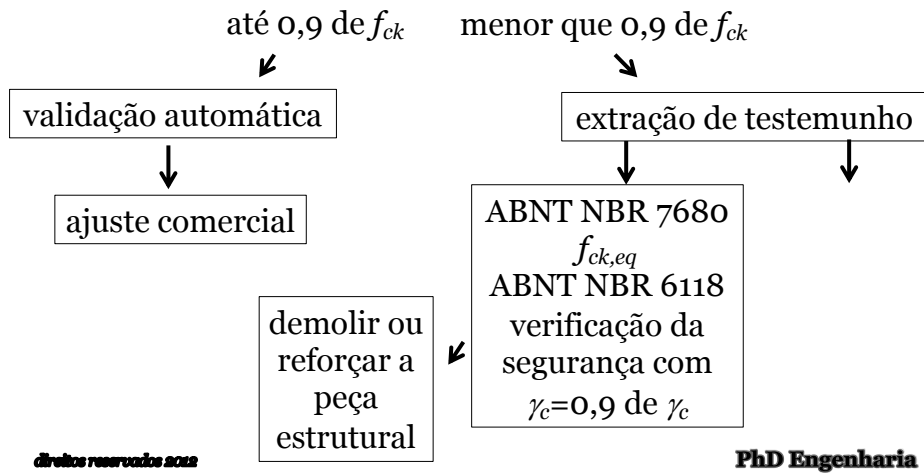 até 0,9 de fck
menor que 0,9 de fck
validação automática
extração de testemunho
ajuste comercial
ABNT NBR 7680
fck,eq
ABNT NBR 6118
verificação da
segurança com
γc=0,9 de γc
demolir ou
reforçar a
peça
estrutural
direitos reservados 2012
PhD Engenharia